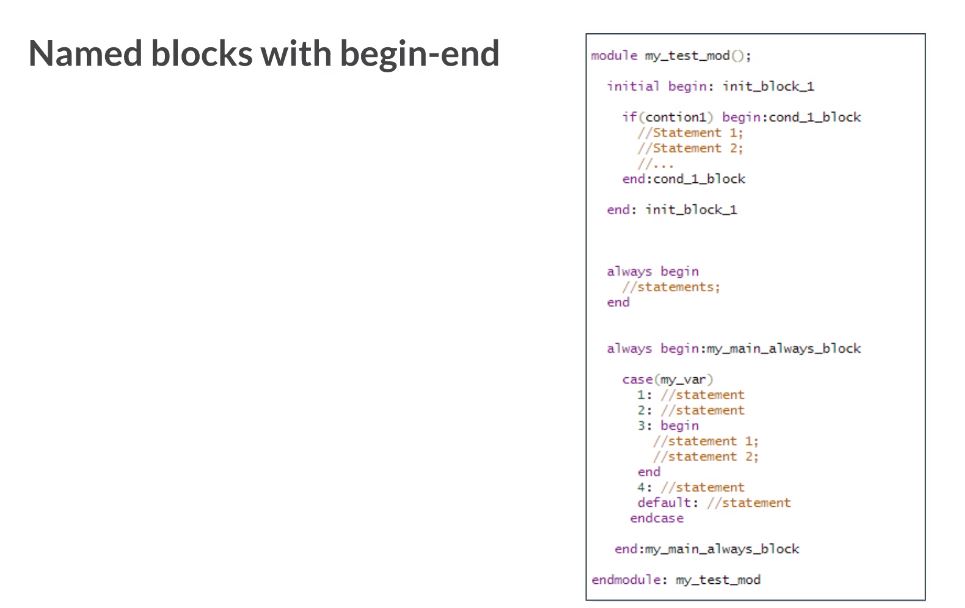 Named blocks with begin-end
module my_test_mod();
initial begin: init_block_1
if(contion1) begin:cond_1_block
//Statement 1;
//Statement 2;
//...
end:cond_1_block
end: init_block_1
always begin
//statements;
end
always begin:my_main_always_block
case(my_var)
1: //statement
2: //statement
3: begin
//statement 1;
//statement 2;
end
4: //statement
default: //statement
endcase
end:my_main_always_block
endmodule: my_test_mod